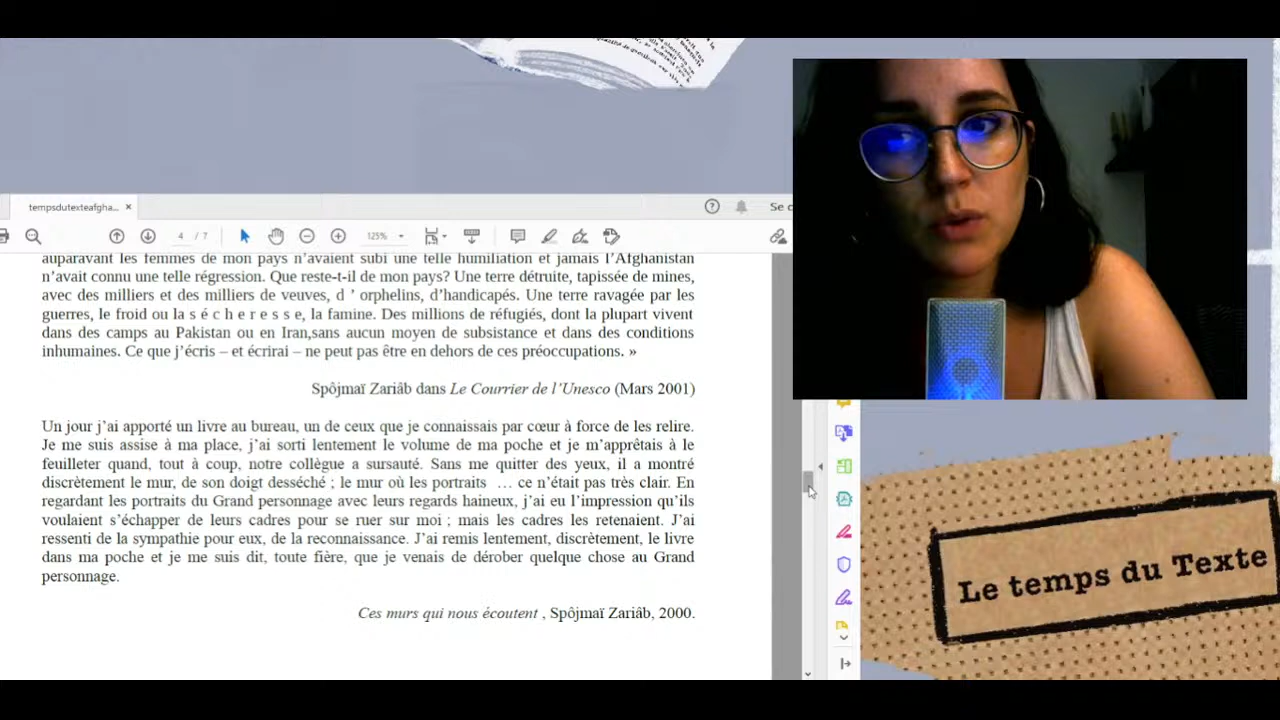 tempsdutexteafgha...
Se c
4 / 7
125%
auparavant les femmes de mon pays n’avaient subi une telle humiliation et jamais l’Afghanistan
n’avait connu une telle régression. Que reste-t-il de mon pays? Une terre détruite, tapissée de mines,
avec des milliers et des milliers de veuves, d ’ orphelins, d’handicapés. Une terre ravagée par les
guerres, le froid ou la s é c h e r e s s e, la famine. Des millions de réfugiés, dont la plupart vivent
dans des camps au Pakistan ou en Iran,sans aucun moyen de subsistance et dans des conditions
inhumaines. Ce que j’écris – et écrirai – ne peut pas être en dehors de ces préoccupations. »
Spôjmaï Zariâb dans Le Courrier de l’Unesco (Mars 2001)
Un jour j’ai apporté un livre au bureau, un de ceux que je connaissais par cœur à force de les relire.
Je me suis assise à ma place, j’ai sorti lentement le volume de ma poche et je m’apprêtais à le
feuilleter quand, tout à coup, notre collègue a sursauté. Sans me quitter des yeux, il a montré
discrètement le mur, de son doigt desséché ; le mur où les portraits … ce n’était pas très clair. En
regardant les portraits du Grand personnage avec leurs regards haineux, j’ai eu l’impression qu’ils
voulaient s’échapper de leurs cadres pour se ruer sur moi ; mais les cadres les retenaient. J’ai
ressenti de la sympathie pour eux, de la reconnaissance. J’ai remis lentement, discrètement, le livre
dans ma poche et je me suis dit, toute fière, que je venais de dérober quelque chose au Grand
personnage.
Ces murs qui nous écoutent , Spôjmaï Zariâb, 2000.
Le temps du Texte